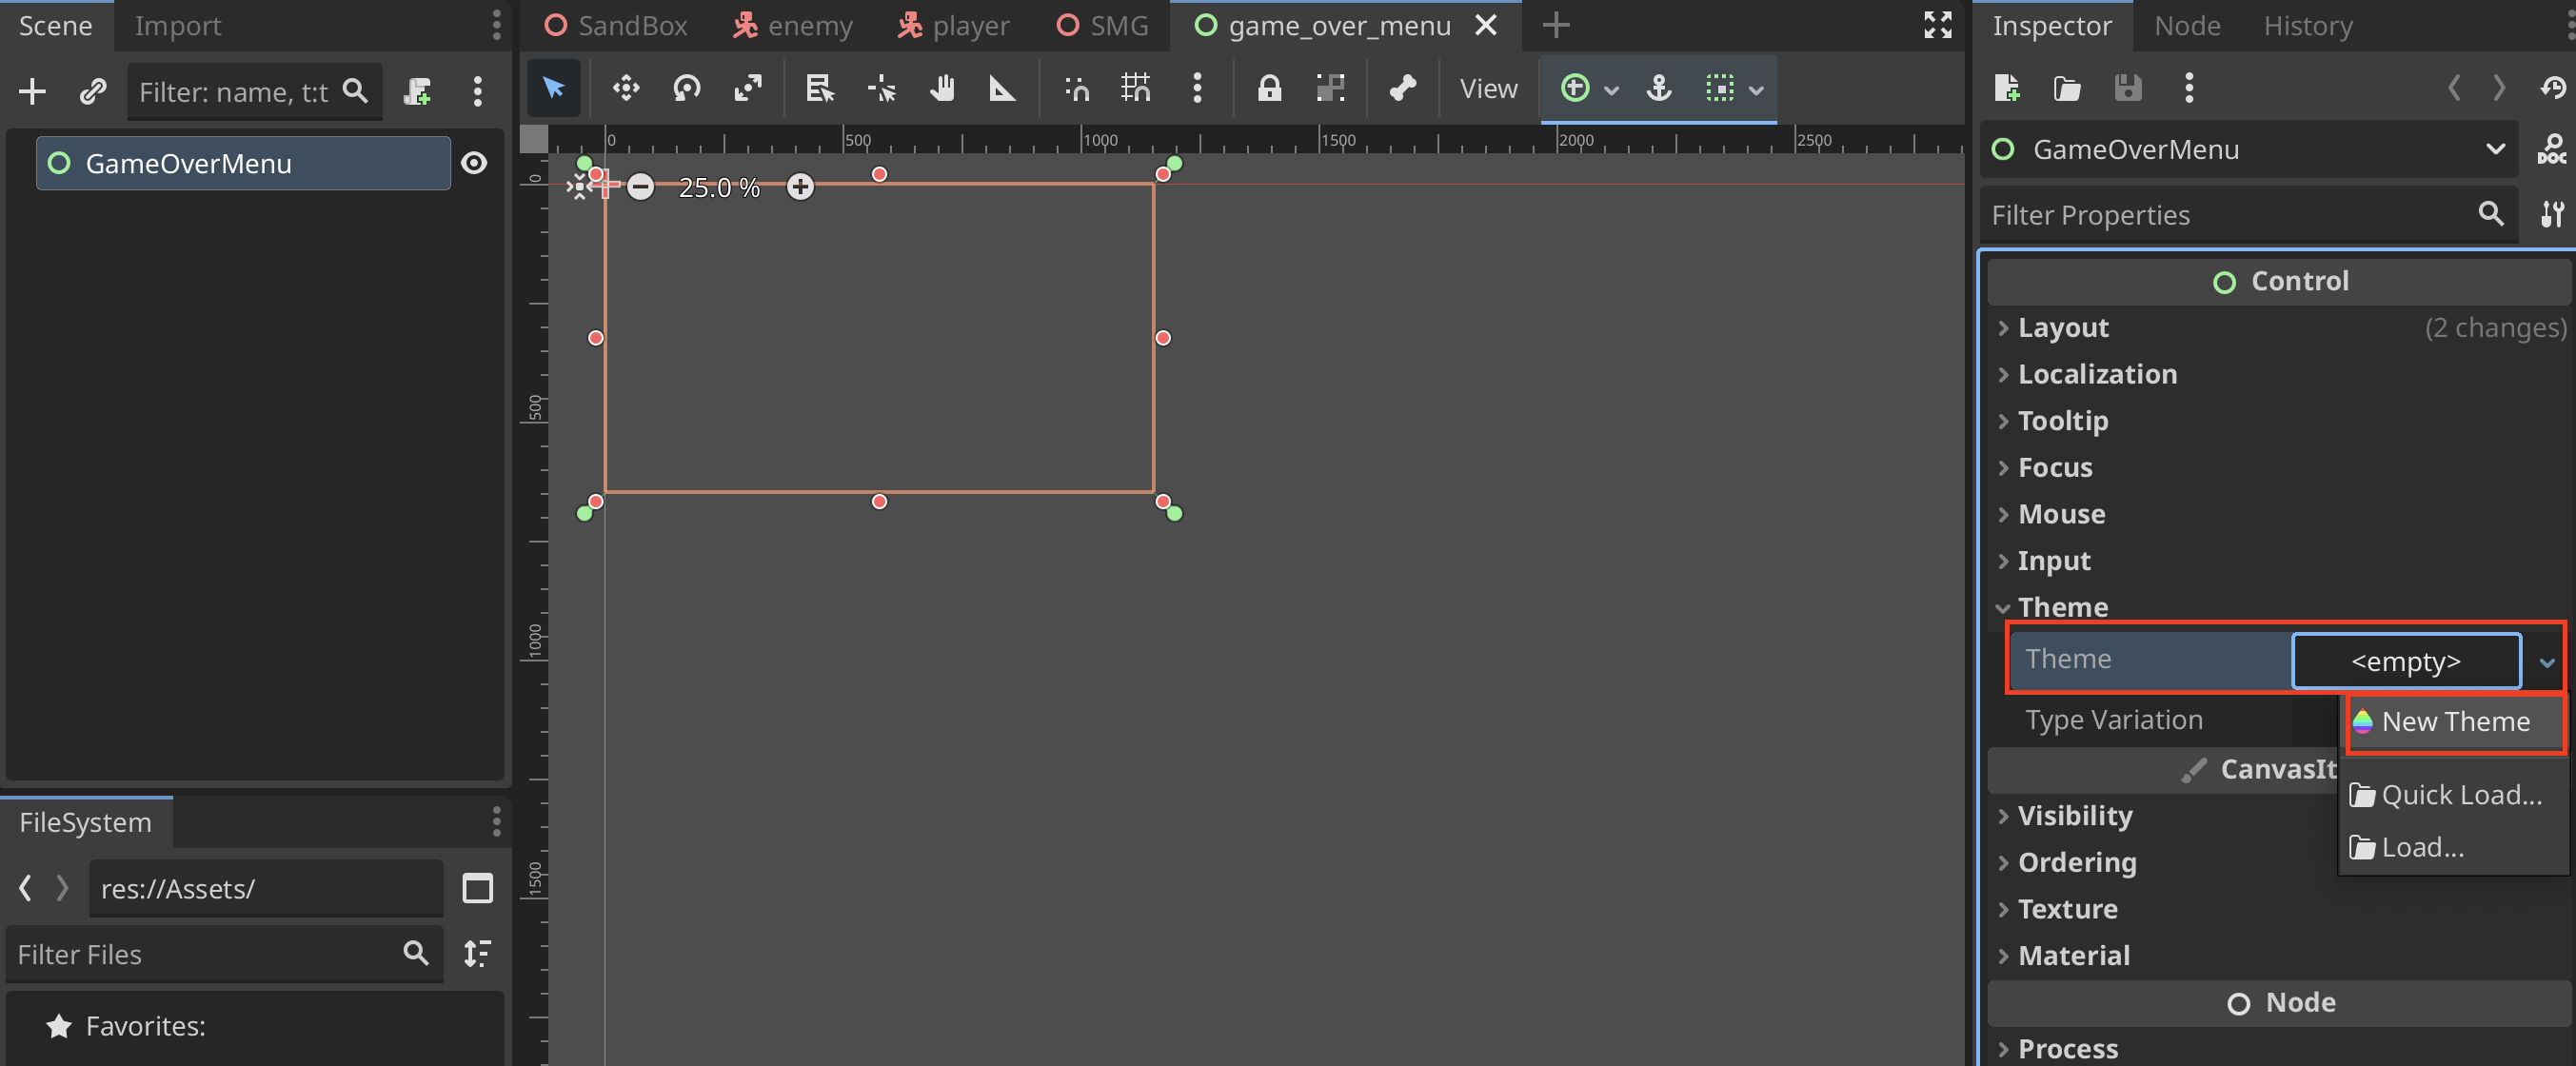 Scene Import
Filter: name, t:t
GameOverMenu
FileSystem
res://Assets/
Filter Files
Favorites:
SandBox enemy player SMG game_over_menu
View
0 500 1000 1500 2000 2500
0
500
1000
1500
25.0 %
Inspector Node History
GameOverMenu
DOC
Filter Properties
Control
Layout (2 changes)
Localization
Tooltip
Focus
Mouse
Input
Theme
Theme <empty>
Type Variation
New Theme
Quick Load...
Load...
CanvasIt
Visibility
Ordering
Texture
Material
Node
Process